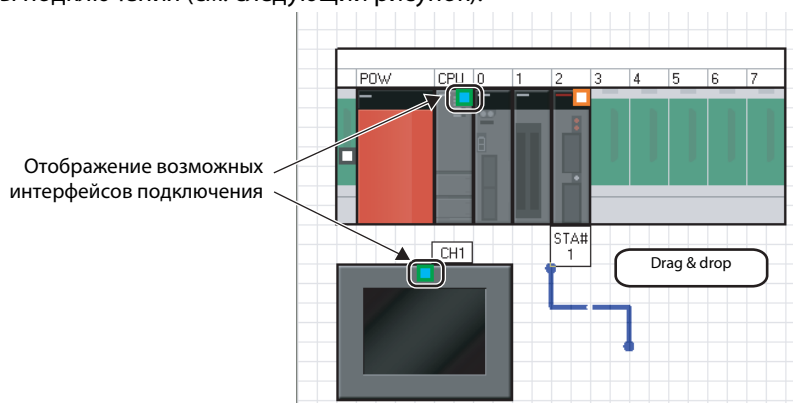 POW CPU 0 1 2 3 4 5 6 7
Отображение возможных
интерфейсов подключения
CH1
STA#
1
Drag & drop